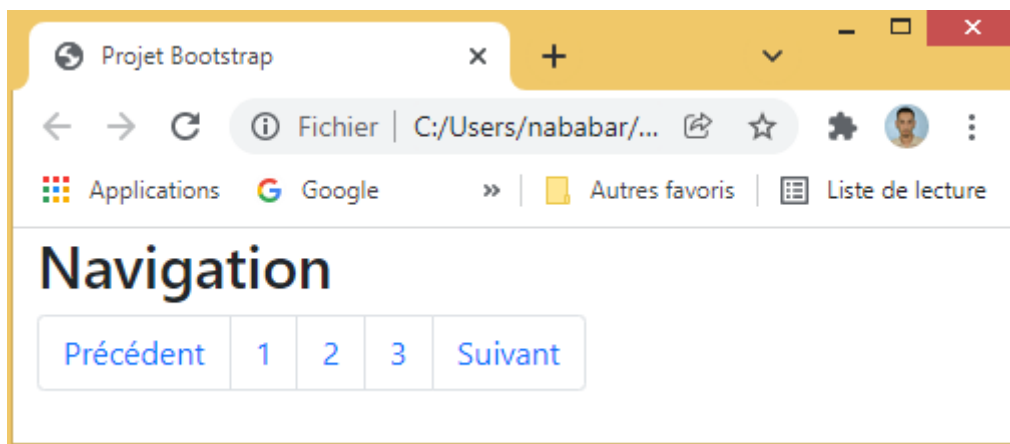 Projet Bootstrap
Fichier | C:/Users/nababar/...
Applications Google » Autres favoris Liste de lecture
Navigation
Précédent 1 2 3 Suivant